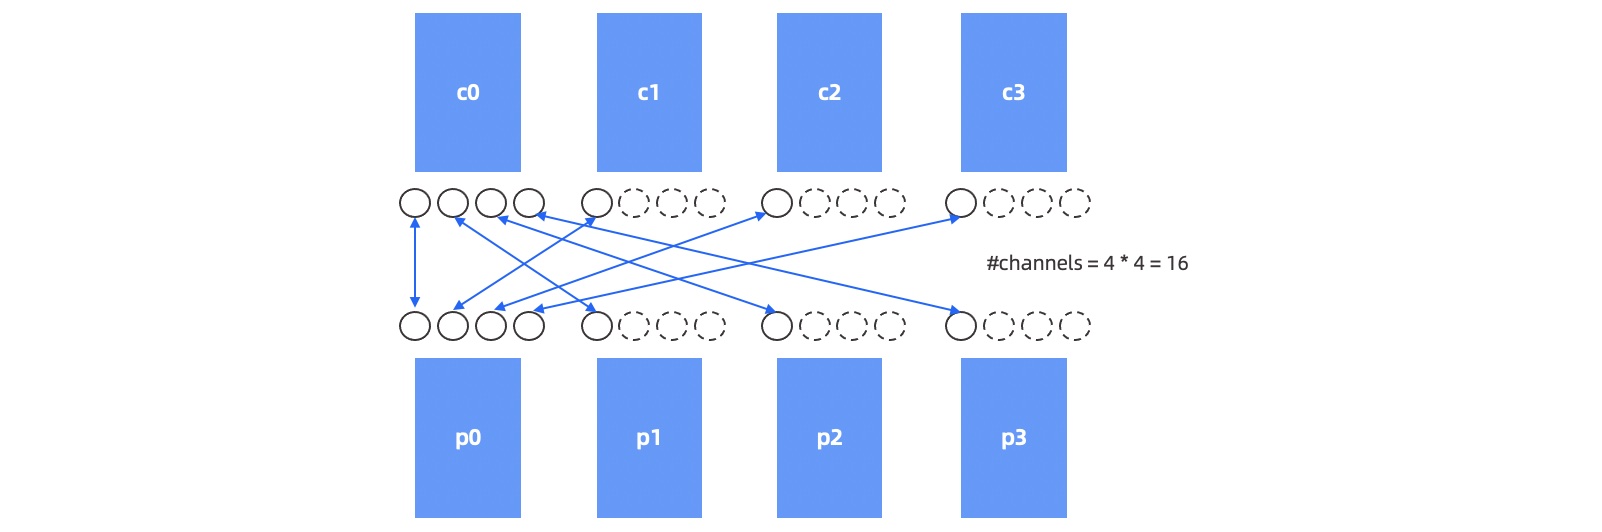 c0
c1
c2
c3
#channels = 4 * 4 = 16
p0
p1
p2
p3